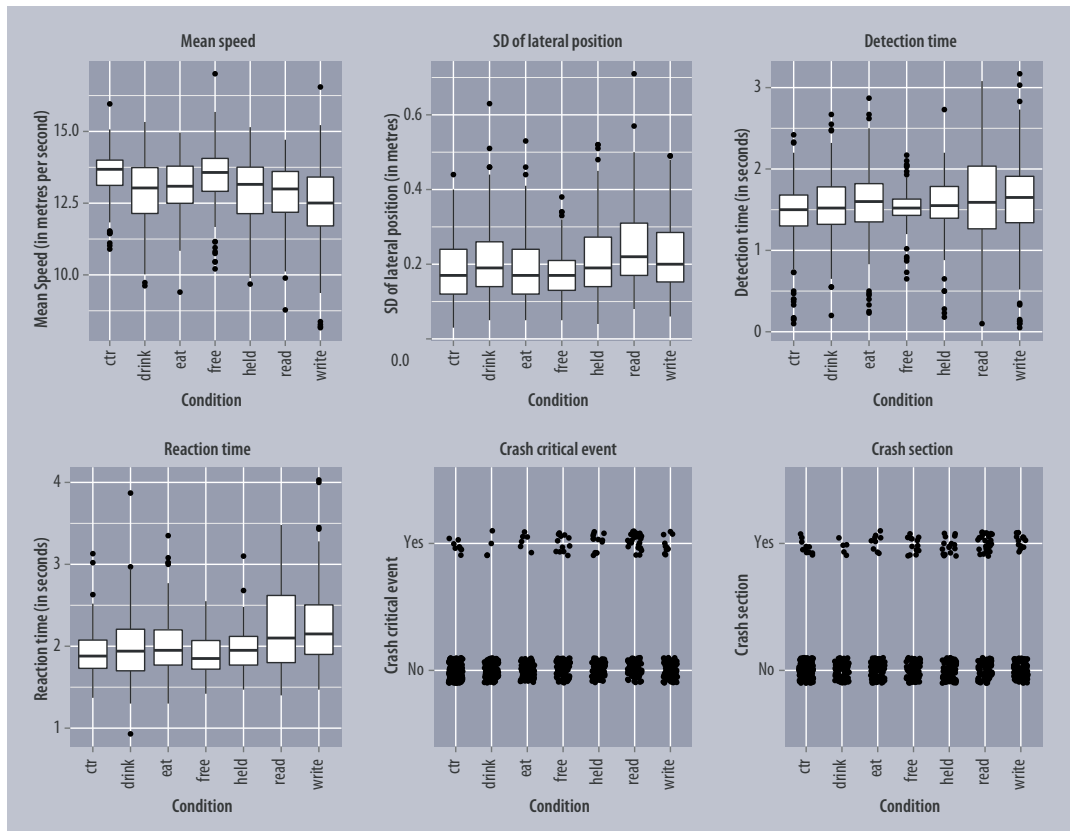 Mean speed
Mean Speed (in metres per second)
15.0
12.5
10.0
ctr
drink
eat
free
held
read
write
Condition
SD of lateral position
SD of lateral position (in metres)
0.6
0.4
0.2
0.0
ctr
drink
eat
free
held
read
write
Condition
Detection time
Detection time (in seconds)
3
2
1
0
ctr
drink
eat
free
held
read
write
Condition
Reaction time
Reaction time (in seconds)
4
3
2
1
ctr
drink
eat
free
held
read
write
Condition
Crash critical event
Crash critical event
Yes
No
ctr
drink
eat
free
held
read
write
Condition
Crash section
Crash section
Yes
No
ctr
drink
eat
free
held
read
write
Condition